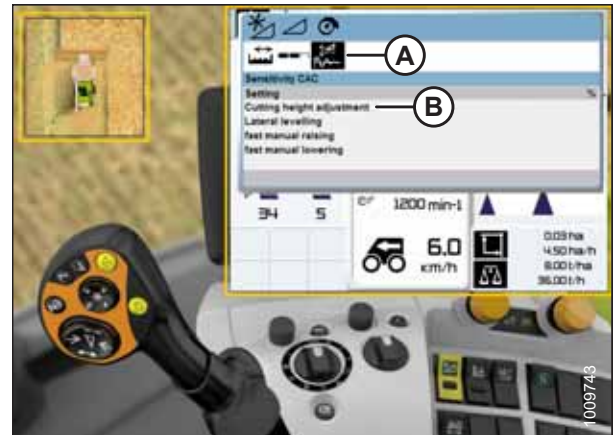 A
Sensitivity CAC
Setting %
Cutting height adjustment
B
Lateral levelling
fast manual raising
fast manual lowering
34 5
1200 min-1
6.0
km/h
0.03 ha
4.50 ha/h
8.00 t/ha
36.00 t/h
1009743